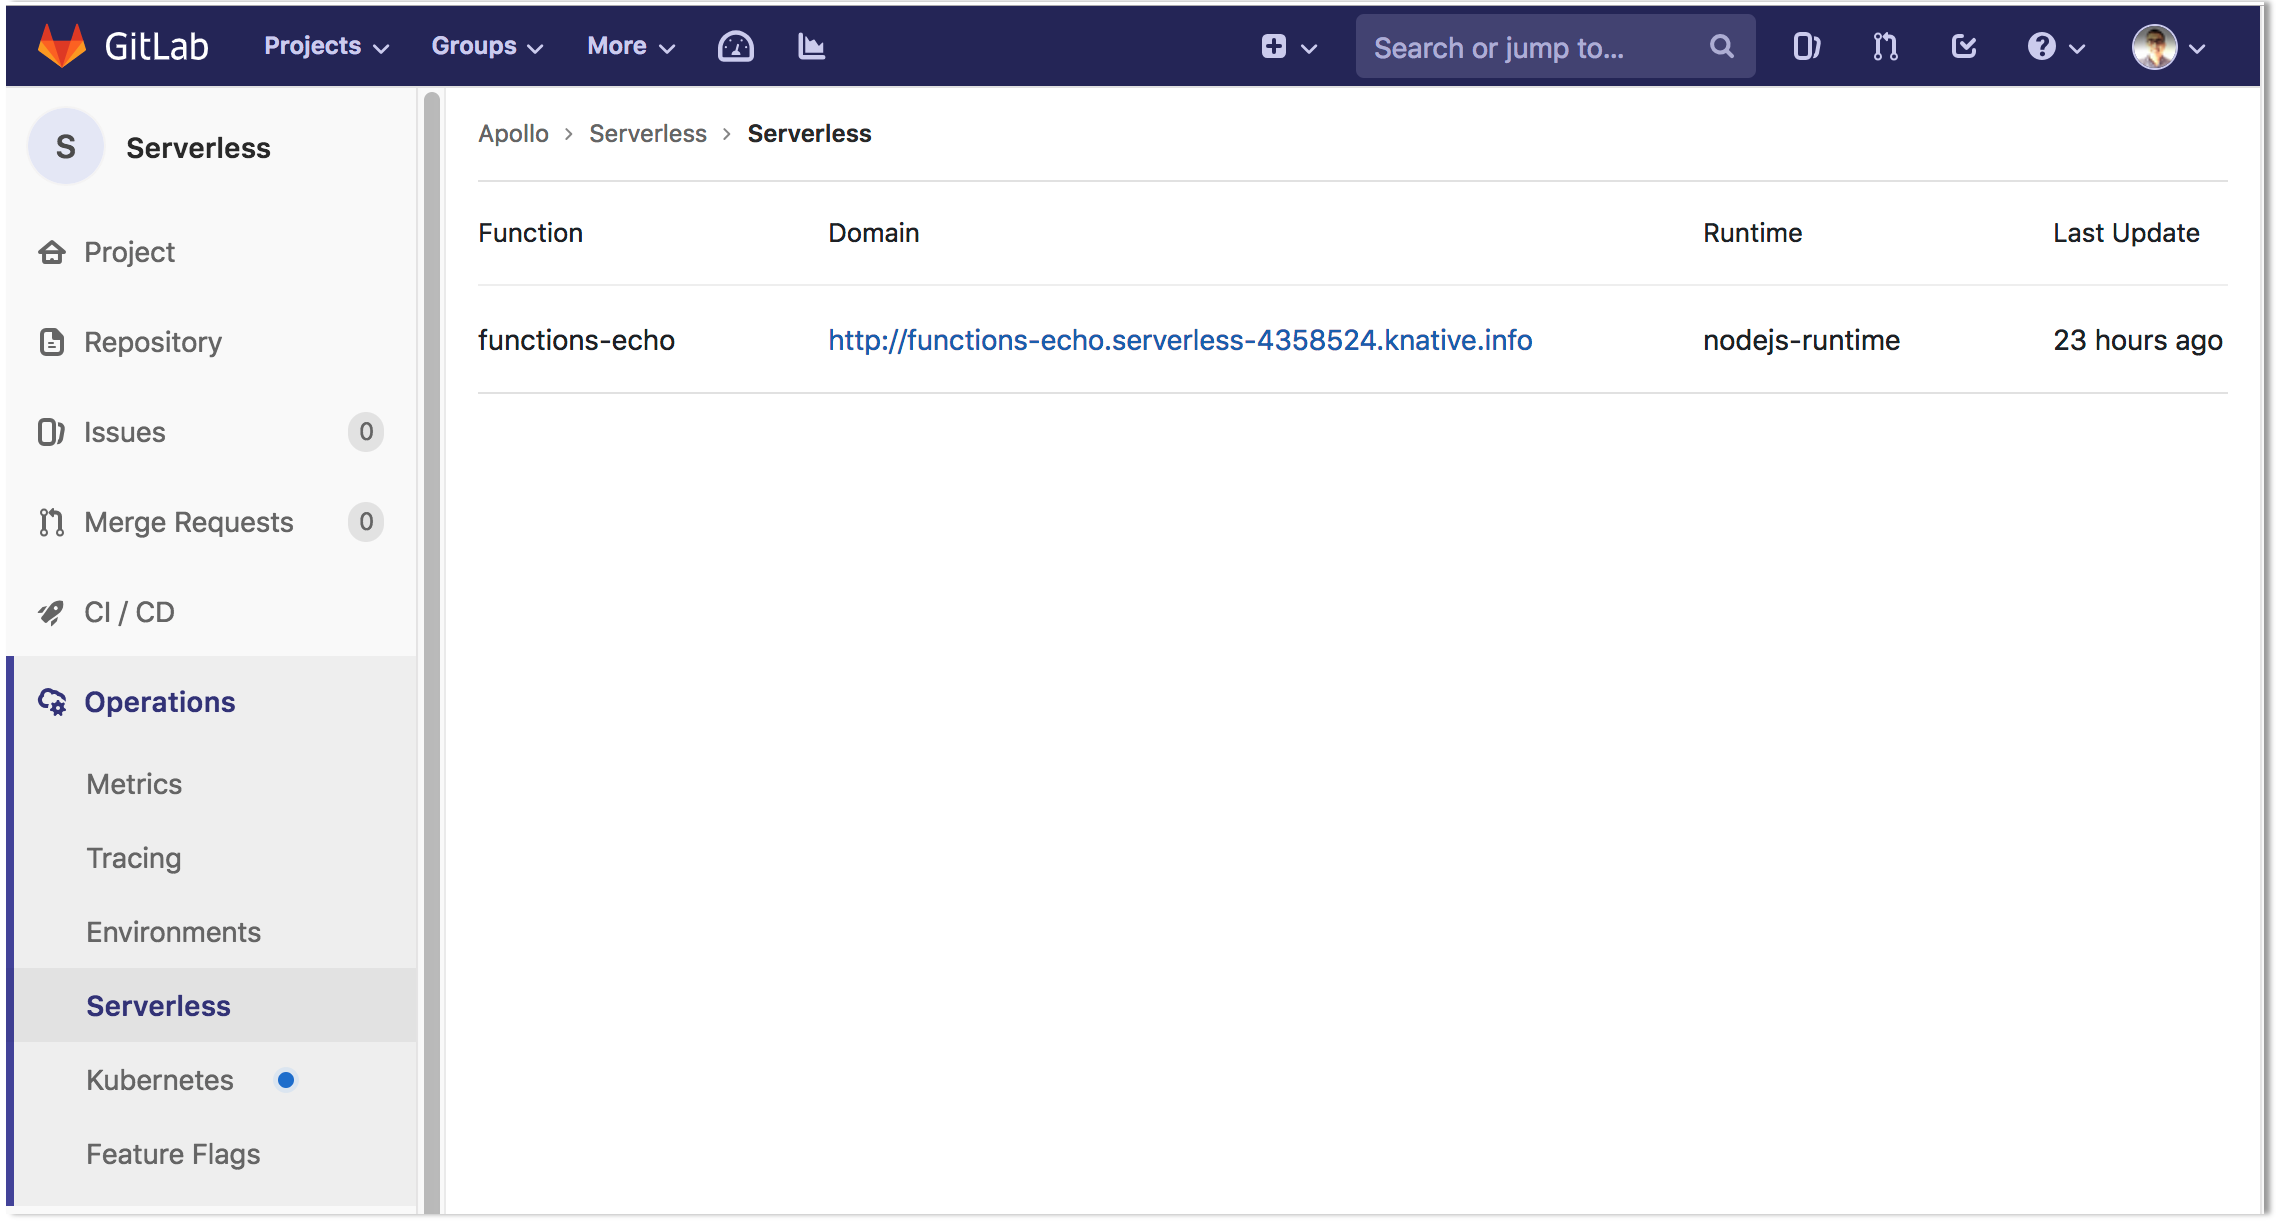 GitLab Projects Groups More Search or jump to...
S Serverless
Project
Repository
Issues 0
Merge Requests 0
CI / CD
Operations
Metrics
Tracing
Environments
Serverless
Kubernetes
Feature Flags
Apollo > Serverless > Serverless
Function Domain Runtime Last Update
functions-echo http://functions-echo.serverless-4358524.knative.info nodejs-runtime 23 hours ago